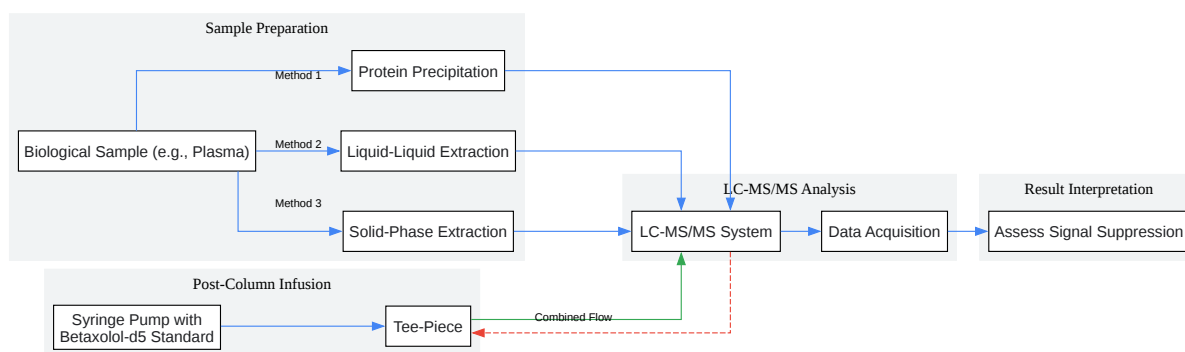 Sample Preparation
Method 1
Protein Precipitation
Biological Sample (e.g., Plasma)
Method 2
Liquid-Liquid Extraction
Method 3
Solid-Phase Extraction
LC-MS/MS Analysis
LC-MS/MS System
Data Acquisition
Result Interpretation
Assess Signal Suppression
Post-Column Infusion
Syringe Pump with
Betaxolol-d5 Standard
Tee-Piece
Combined Flow